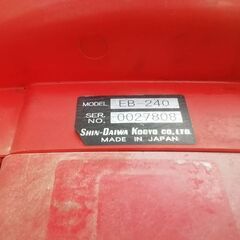 MODEL EB-240
SER. NO. 0027808
SHIN-DAIWA KOGYO CO., LTD.
MADE IN JAPAN